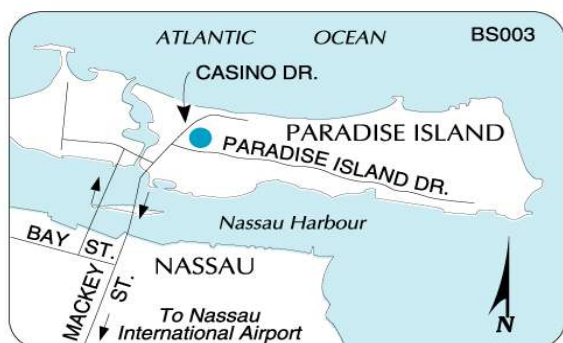 ATLANTIC OCEAN
BS003
CASINO DR.
PARADISE ISLAND
PARADISE ISLAND DR.
Nassau Harbour
BAY ST.
NASSAU
MACKEY ST.
To Nassau
International Airport
N